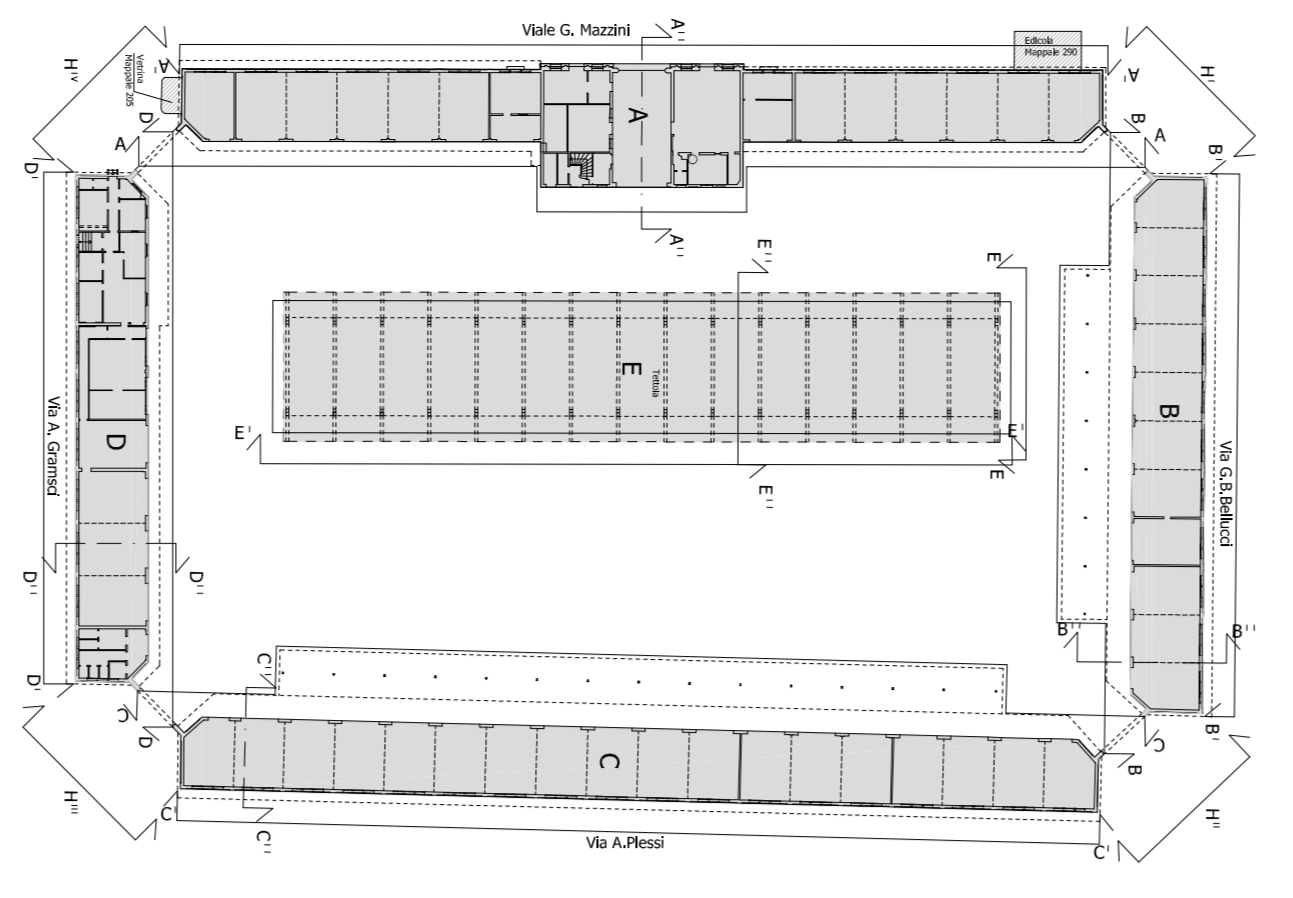 Viale G. Mazzini
A''
Edicola
Mappale 290
H'ᵛ
Vetrina
Mappale 205
A'
A'
H'
D
A
A
B
A
B'
D'
A''
E''
E
E
Tettoia
B
D
Via A. Gramsci
Via G.B.Bellucci
E'
E'
E
E''
D''
D''
B''
B''
C''
D'
C
D
C
B'
B
C
H'''
H''
C'
C''
C'
Via A.Plessi